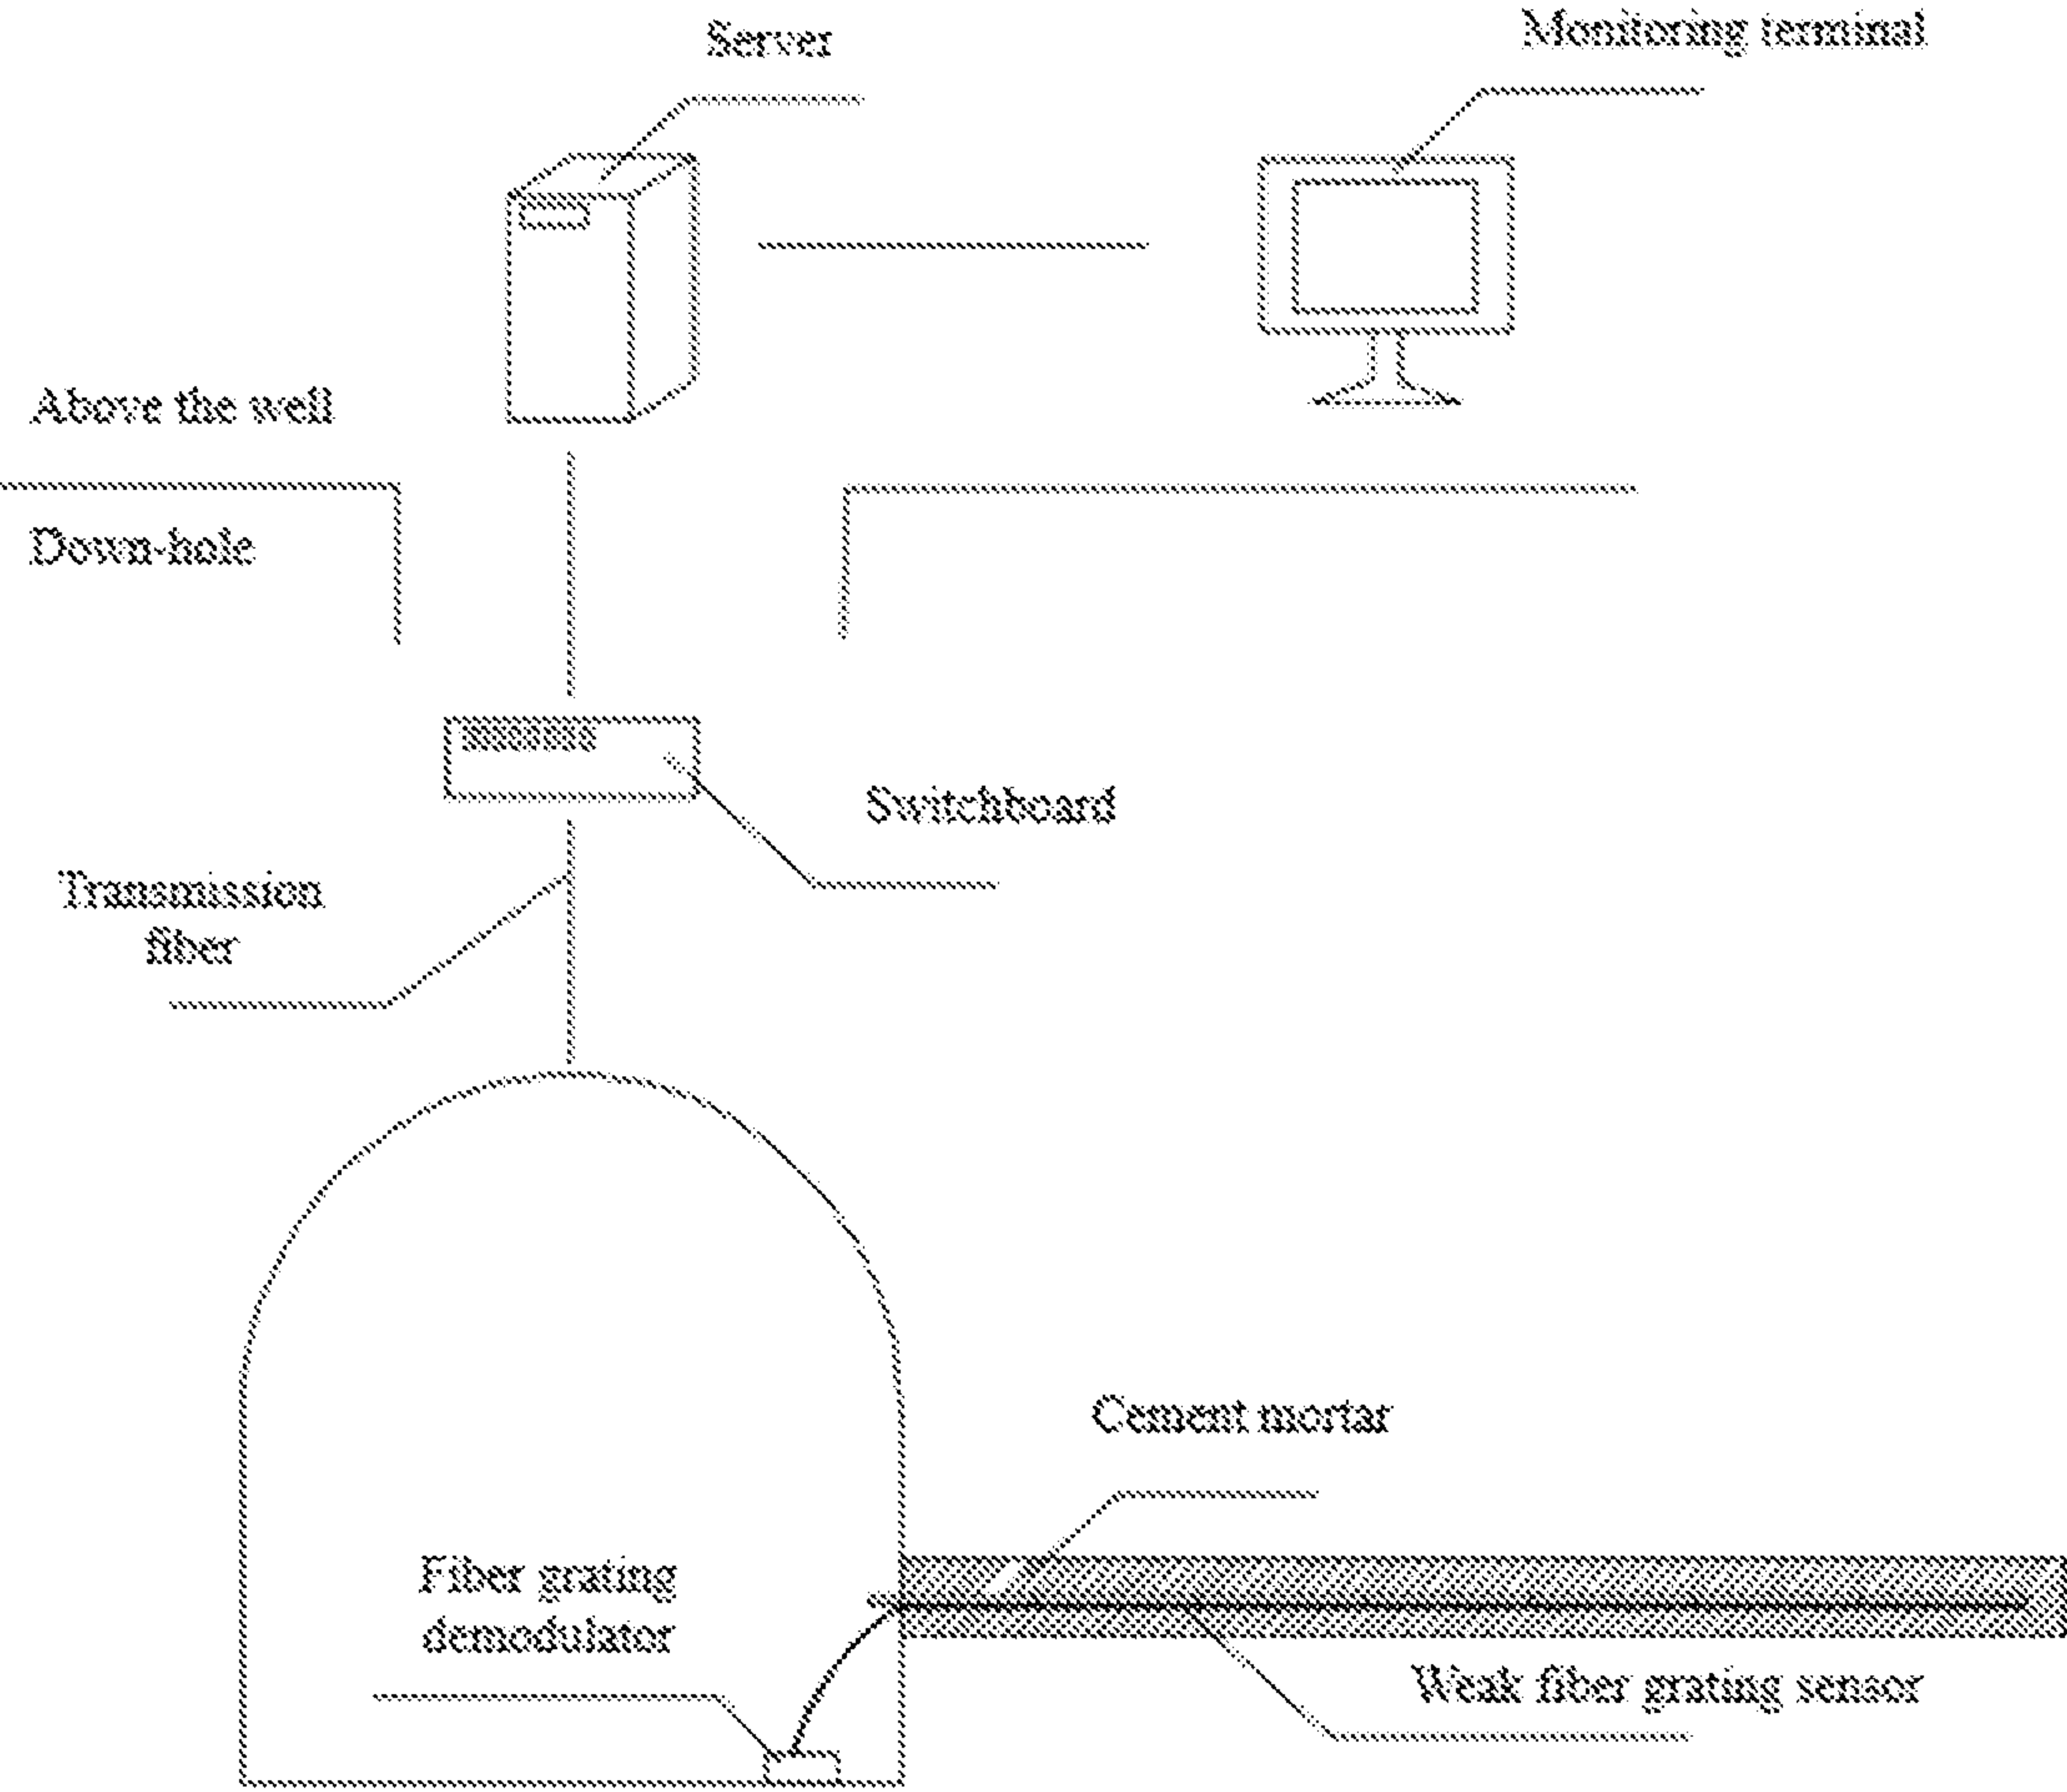 Server
Monitoring terminal
Above the well
Down-hole
Switchboard
Transmission
fiber
Cement mortar
Fiber grating
demodulator
Weak fiber grating sensor